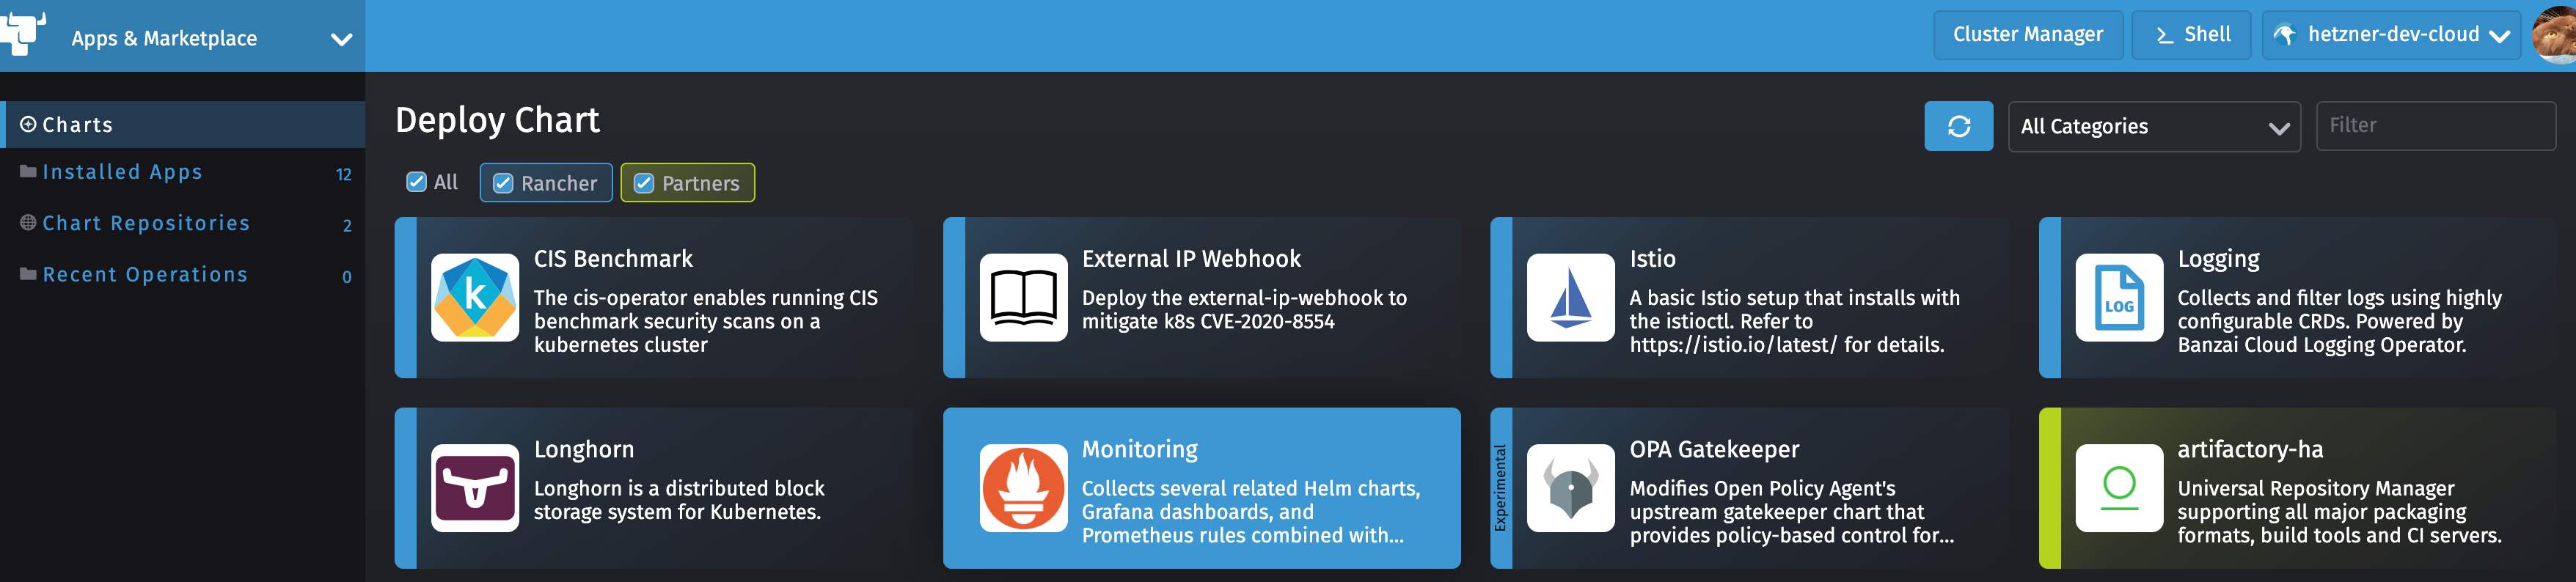 Apps & Marketplace
Cluster Manager
Shell
hetzner-dev-cloud
Charts
Installed Apps 12
Chart Repositories 2
Recent Operations 0
Deploy Chart
All Categories
Filter
All
Rancher
Partners
k
CIS Benchmark
The cis-operator enables running CIS
benchmark security scans on a
kubernetes cluster
External IP Webhook
Deploy the external-ip-webhook to
mitigate k8s CVE-2020-8554
Istio
A basic Istio setup that installs with
the istioctl. Refer to
https://istio.io/latest/ for details.
LOG
Logging
Collects and filter logs using highly
configurable CRDs. Powered by
Banzai Cloud Logging Operator.
Longhorn
Longhorn is a distributed block
storage system for Kubernetes.
Monitoring
Collects several related Helm charts,
Grafana dashboards, and
Prometheus rules combined with...
Experimental
OPA Gatekeeper
Modifies Open Policy Agent's
upstream gatekeeper chart that
provides policy-based control for...
artifactory-ha
Universal Repository Manager
supporting all major packaging
formats, build tools and CI servers.